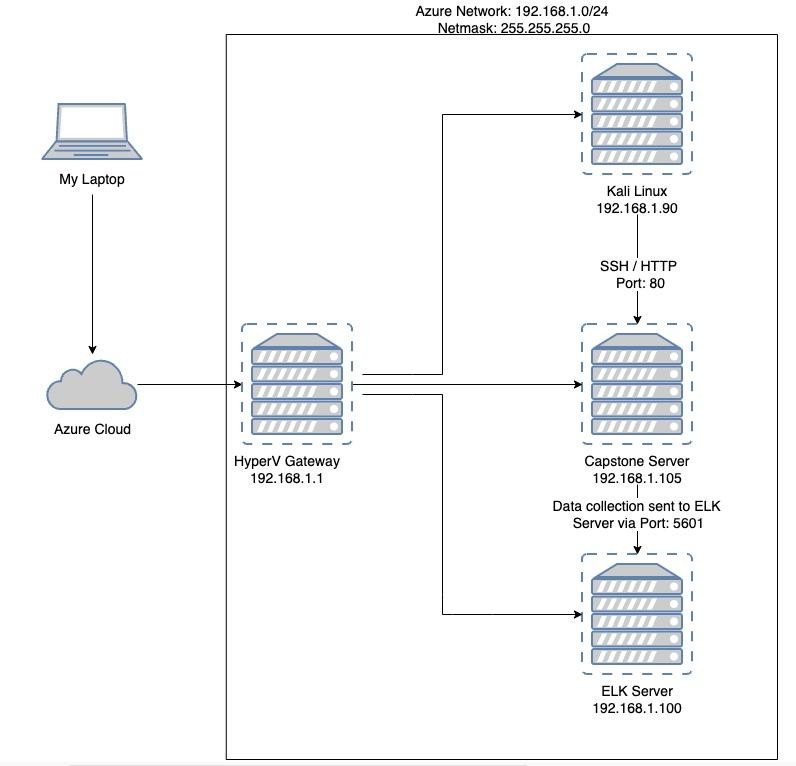 Azure Network: 192.168.1.0/24
Netmask: 255.255.255.0
My Laptop
Kali Linux
192.168.1.90
SSH / HTTP
Port: 80
Azure Cloud
HyperV Gateway
192.168.1.1
Capstone Server
192.168.1.105
Data collection sent to ELK
Server via Port: 5601
ELK Server
192.168.1.100